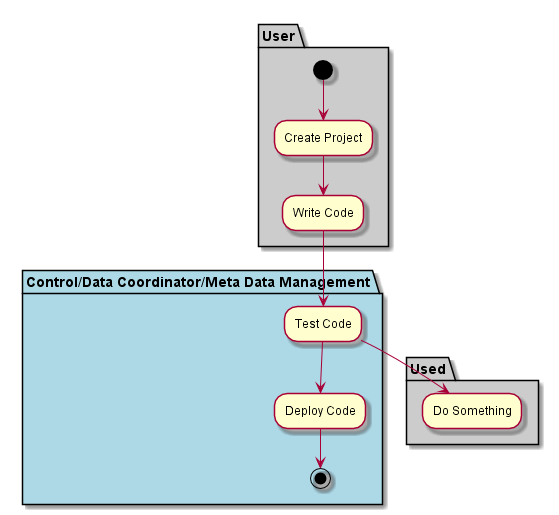 User
Create Project
Write Code
Control/Data Coordinator/Meta Data Management
Test Code
Used
Deploy Code
Do Something